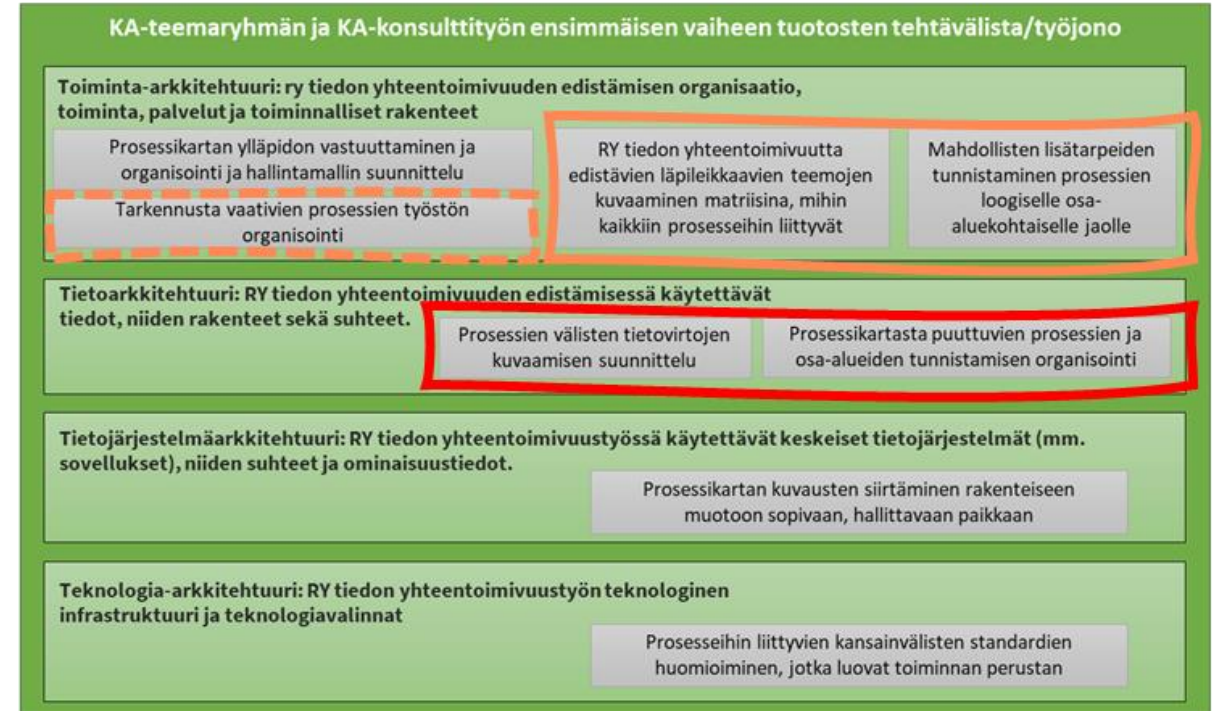 KA-teemaryhmän ja KA-konsulttityön ensimmäisen vaiheen tuotosten tehtävälista/työjono
Toiminta-arkkitehtuuri: ry tiedon yhteentoimivuuden edistämisen organisaatio,
toiminta, palvelut ja toiminnalliset rakenteet
Prosessikartan ylläpidon vastuuttaminen ja
organisointi ja hallintamallin suunnittelu
Tarkennusta vaativien prosessien työstön
organisointi
RY tiedon yhteentoimivuutta
edistävien läpileikkaavien teemojen
kuvaaminen matriisina, mihin
kaikkiin prosesseihin liittyvät
Mahdollisten lisätarpeiden
tunnistaminen prosessien
loogiselle osa-
aluekohtaiselle jaolle
Tietoarkkitehtuuri: RY tiedon yhteentoimivuuden edistämisessä käytettävät
tiedot, niiden rakenteet sekä suhteet.
Prosessien välisten tietovirtojen
kuvaamisen suunnittelu
Prosessikartasta puuttuvien prosessien ja
osa-alueiden tunnistamisen organisointi
Tietojärjestelmäarkkitehtuuri: RY tiedon yhteentoimivuustyössä käytettävät keskeiset tietojärjestelmät (mm.
sovellukset), niiden suhteet ja ominaisuustiedot.
Prosessikartan kuvausten siirtäminen rakenteiseen
muotoon sopivaan, hallittavaan paikkaan
Teknologia-arkkitehtuuri: RY tiedon yhteentoimivuustyön teknologinen
infrastruktuuri ja teknologiavalinnat
Prosesseihin liittyvien kansainvälisten standardien
huomioiminen, jotka luovat toiminnan perustan